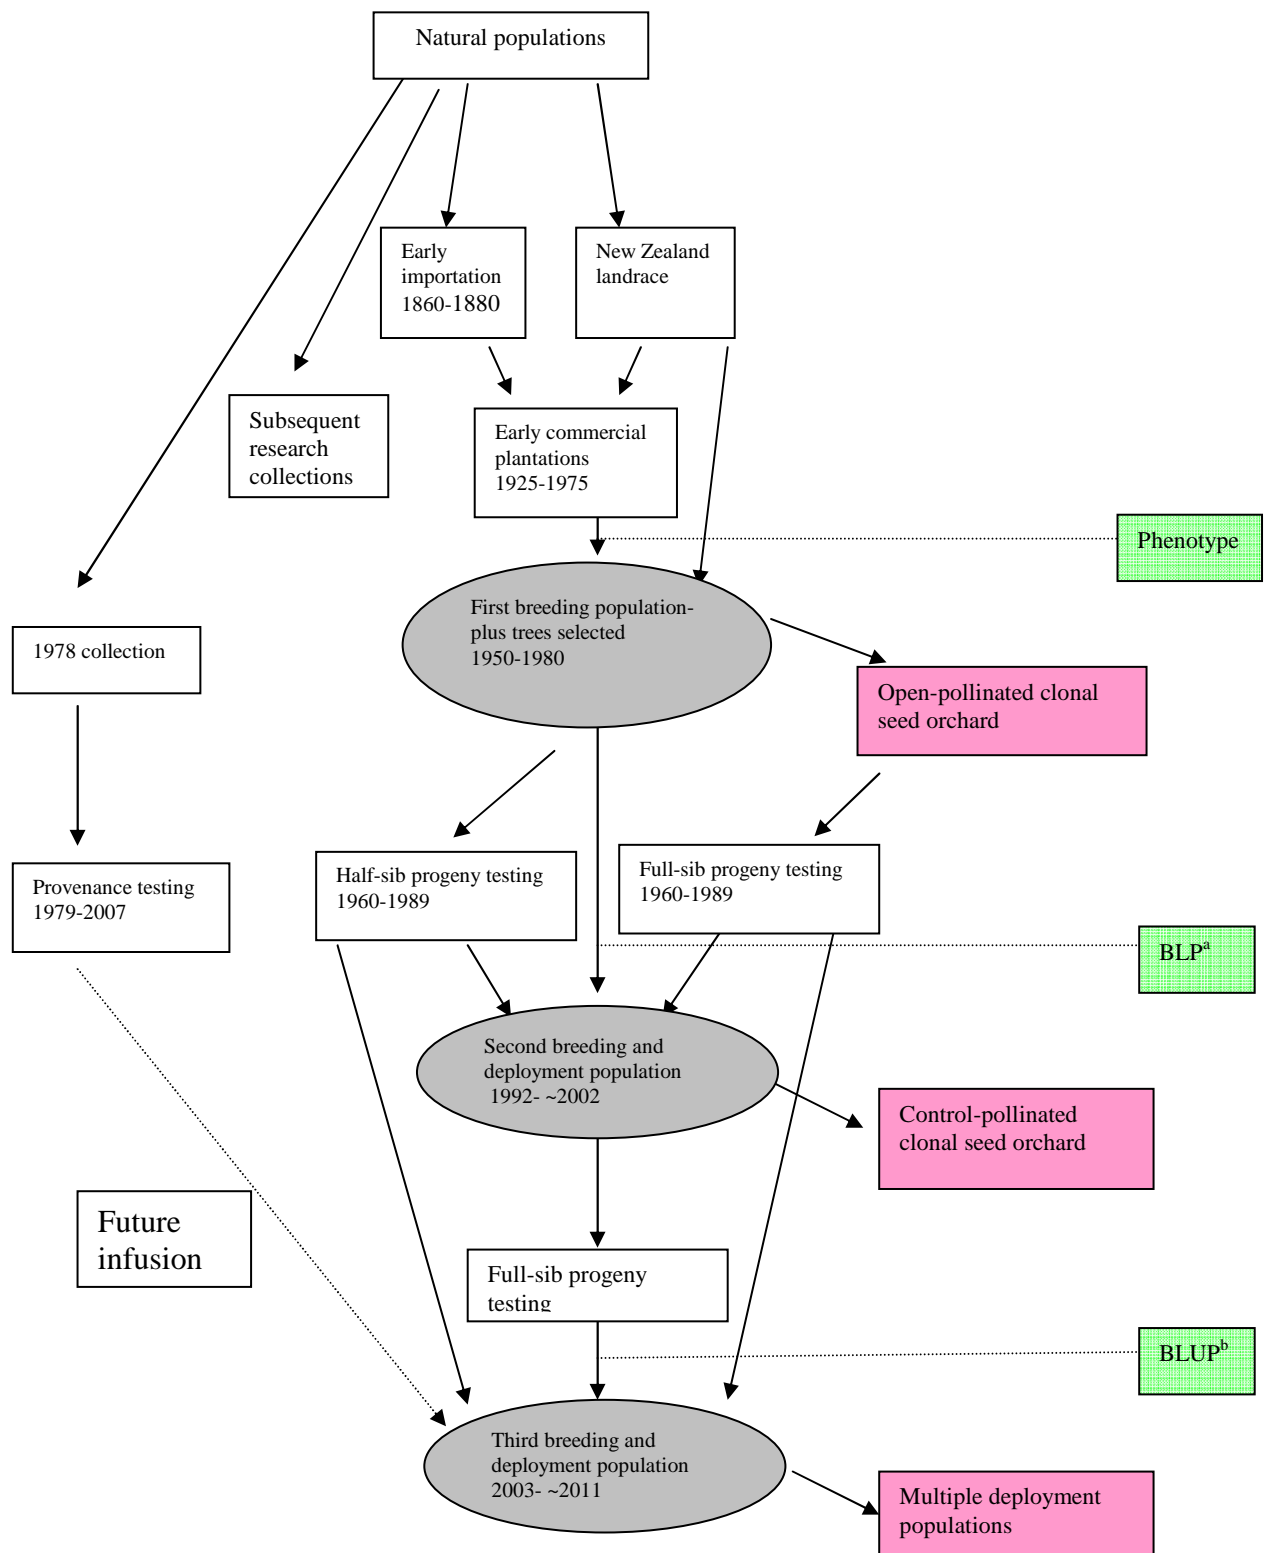 Natural populations
Early
importation
1860-1880
New Zealand
landrace
Subsequent
research
collections
Early commercial
plantations
1925-1975
Phenotype
First breeding population-
plus trees selected
1950-1980
1978 collection
Open-pollinated clonal
seed orchard
Provenance testing
1979-2007
Half-sib progeny testing
1960-1989
Full-sib progeny testing
1960-1989
BLPᵃ
Second breeding and
deployment population
1992- ~2002
Control-pollinated
clonal seed orchard
Future
infusion
Full-sib progeny
testing
BLUPᵇ
Third breeding and
deployment population
2003- ~2011
Multiple deployment
populations